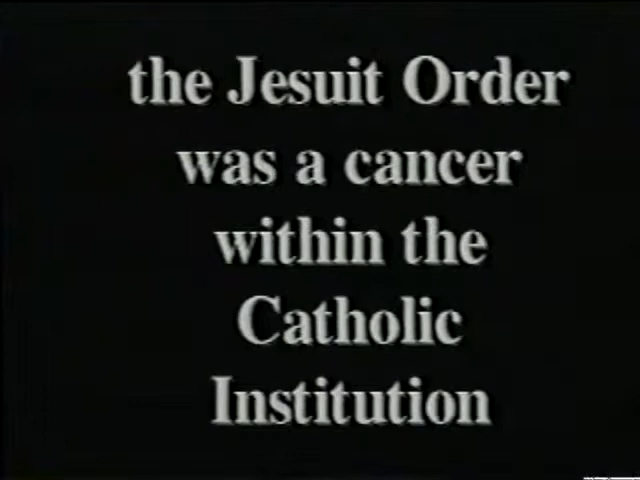 the Jesuit Order
was a cancer
within the
Catholic
Institution